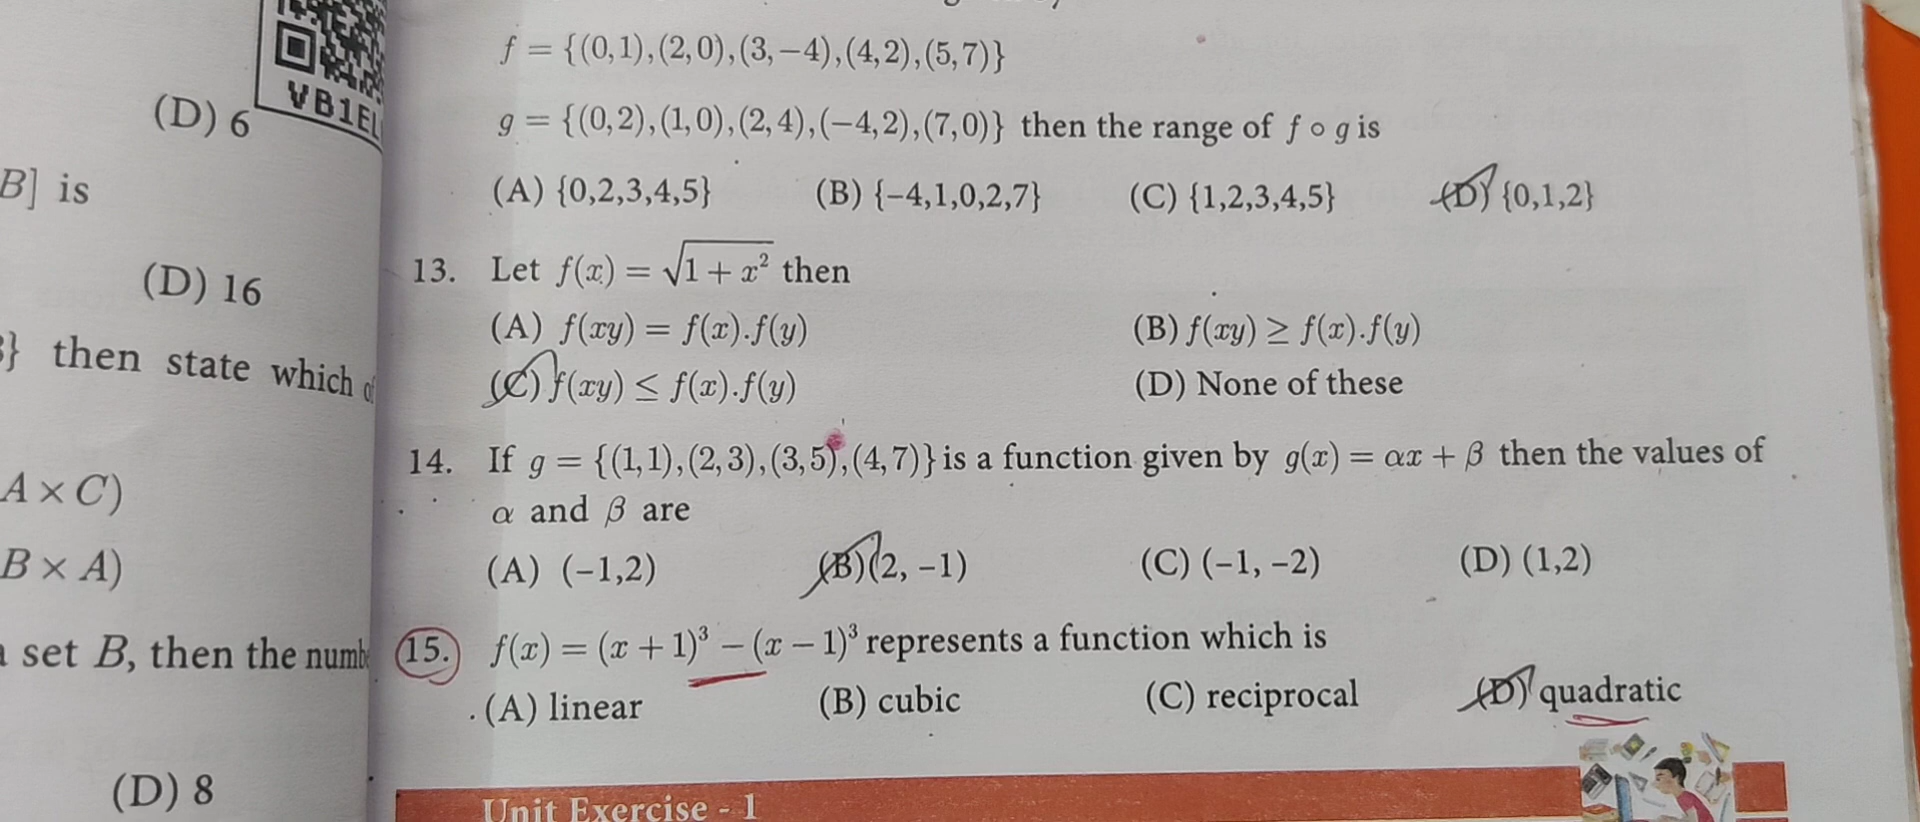 (D) 6
VB1EL
B] is
(D) 16
} then state which
A × C)
B × A)
set B, then the numb
(D) 8
f = {(0,1),(2,0),(3,−4),(4,2),(5,7)}
g = {(0,2),(1,0),(2,4),(−4,2),(7,0)} then the range of f ∘ g is
(A) {0,2,3,4,5} (B) {−4,1,0,2,7} (C) {1,2,3,4,5} (D) {0,1,2}
13. Let f(x) = √(1 + x²) then
(A) f(xy) = f(x).f(y) (B) f(xy) ≥ f(x).f(y)
(C) f(xy) ≤ f(x).f(y) (D) None of these
14. If g = {(1,1),(2,3),(3,5),(4,7)} is a function given by g(x) = αx + β then the values of
α and β are
(A) (−1,2) (B) (2, −1) (C) (−1, −2) (D) (1,2)
15. f(x) = (x + 1)³ − (x − 1)³ represents a function which is
(A) linear (B) cubic (C) reciprocal (D) quadratic
Unit Exercise - 1